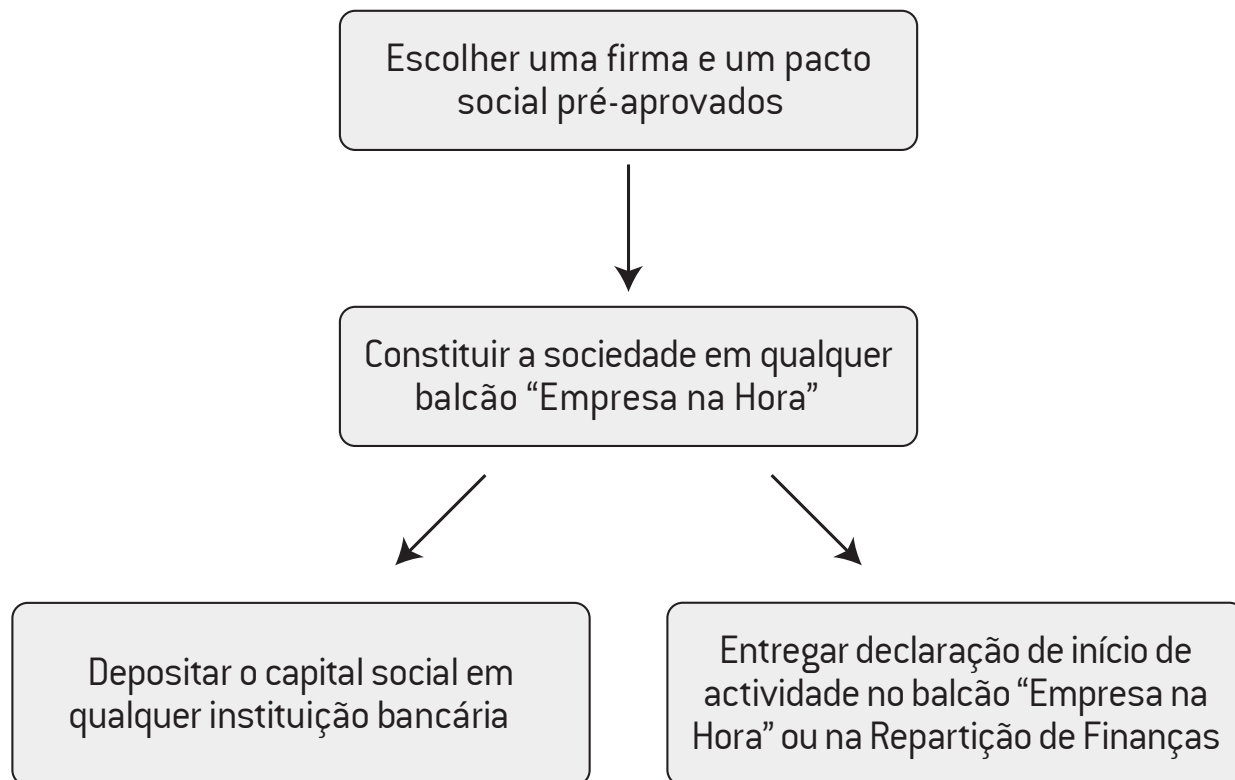 Escolher uma firma e um pacto
social pré-aprovados
Constituir a sociedade em qualquer
balcão “Empresa na Hora”
Depositar o capital social em
qualquer instituição bancária
Entregar declaração de início de
actividade no balcão “Empresa na
Hora” ou na Repartição de Finanças